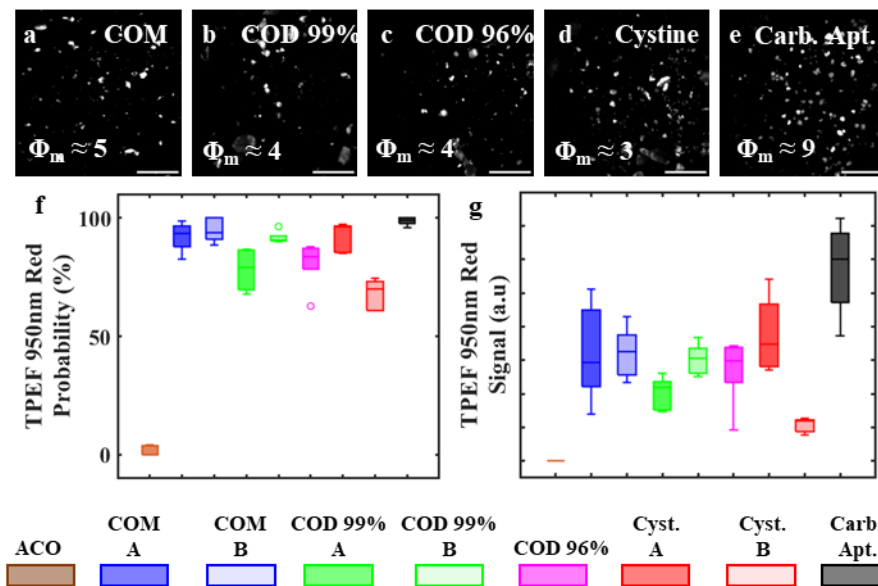 a COM
b COD 99%
c COD 96%
d Cystine
e Carb. Apt.
Φm ≈ 5
Φm ≈ 4
Φm ≈ 4
Φm ≈ 3
Φm ≈ 9
f
g
TPEF 950nm Red
Probability (%)
100
50
0
TPEF 950nm Red
Signal (a.u)
ACO
COM
A
COM
B
COD 99%
A
COD 99%
B
COD 96%
Cyst.
A
Cyst.
B
Carb
Apt.